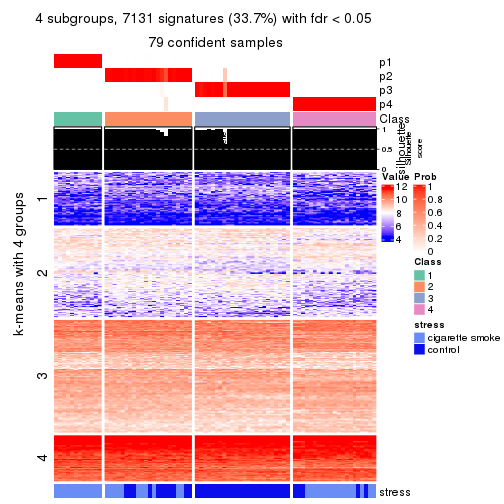 4 subgroups, 7131 signatures (33.7%) with fdr < 0.05
79 confident samples
p1
p2
p3
p4
Class
1
0.5
0
silhouette
Silhouette
score
k-means with 4 groups
1
2
3
4
Value
12
10
8
6
4
Prob
1
0.8
0.6
0.4
0.2
0
Class
1
2
3
4
stress
cigarette smoke
control
stress